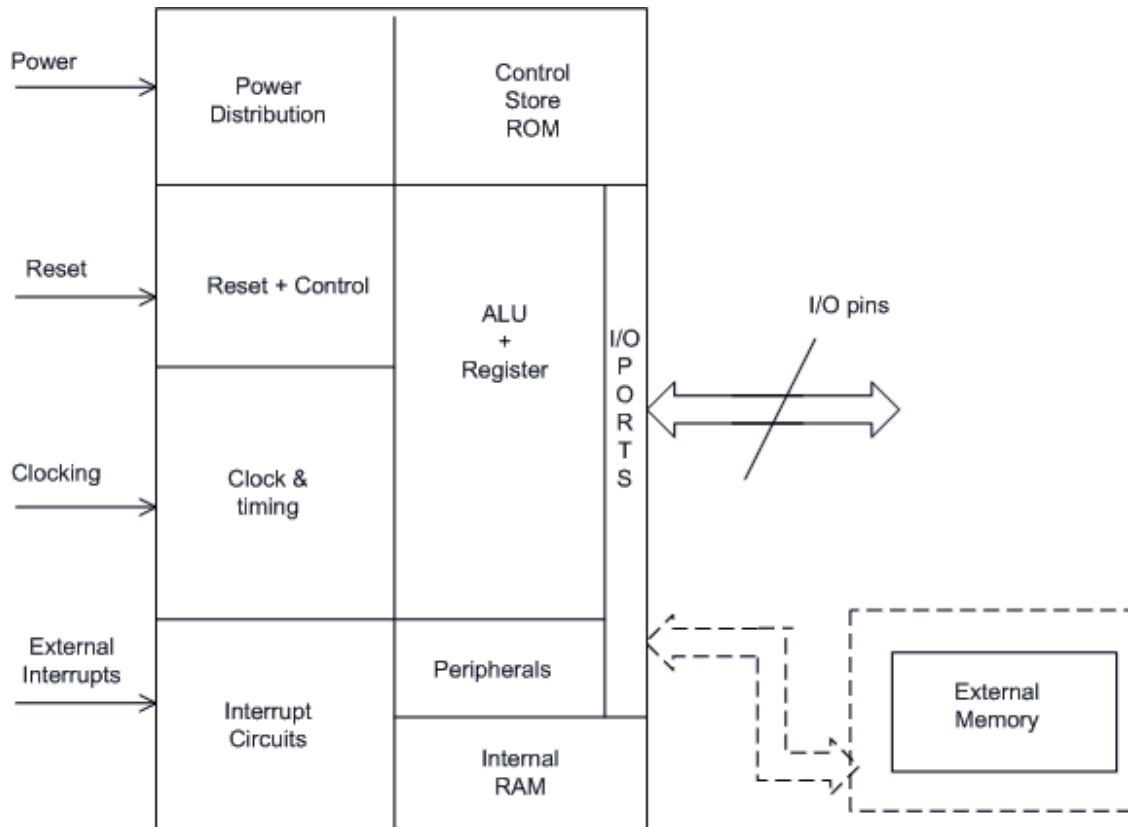 Power
Power
Distribution
Control
Store
ROM
Reset
Reset + Control
ALU
+
Register
I/O
P
O
R
T
S
I/O pins
Clocking
Clock &
timing
External
Interrupts
Interrupt
Circuits
Peripherals
Internal
RAM
External
Memory